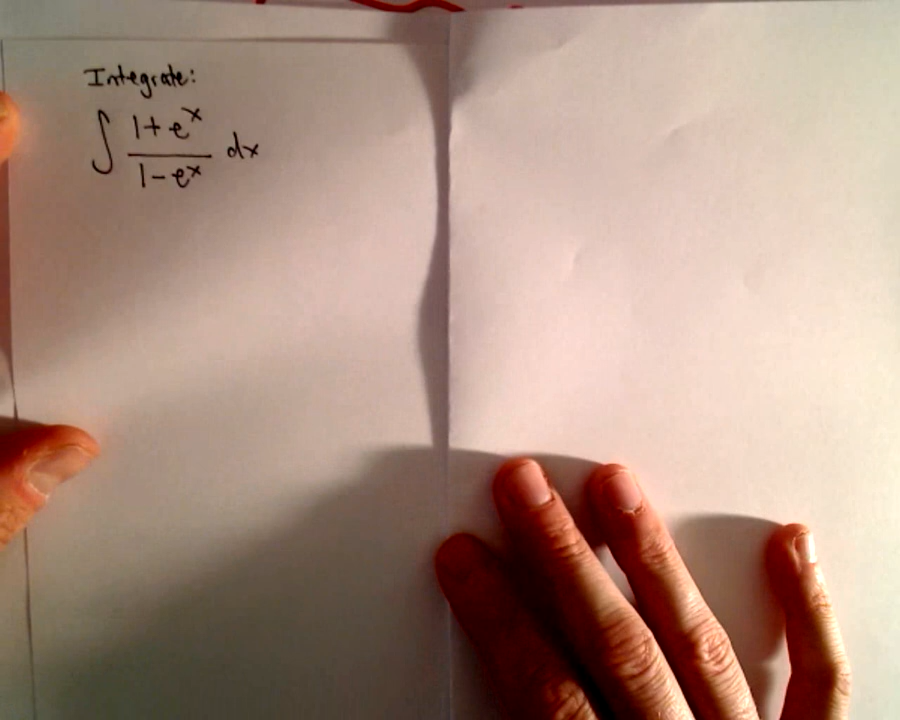 Integrate:
∫ (1 + e^x)/(1 - e^x) dx